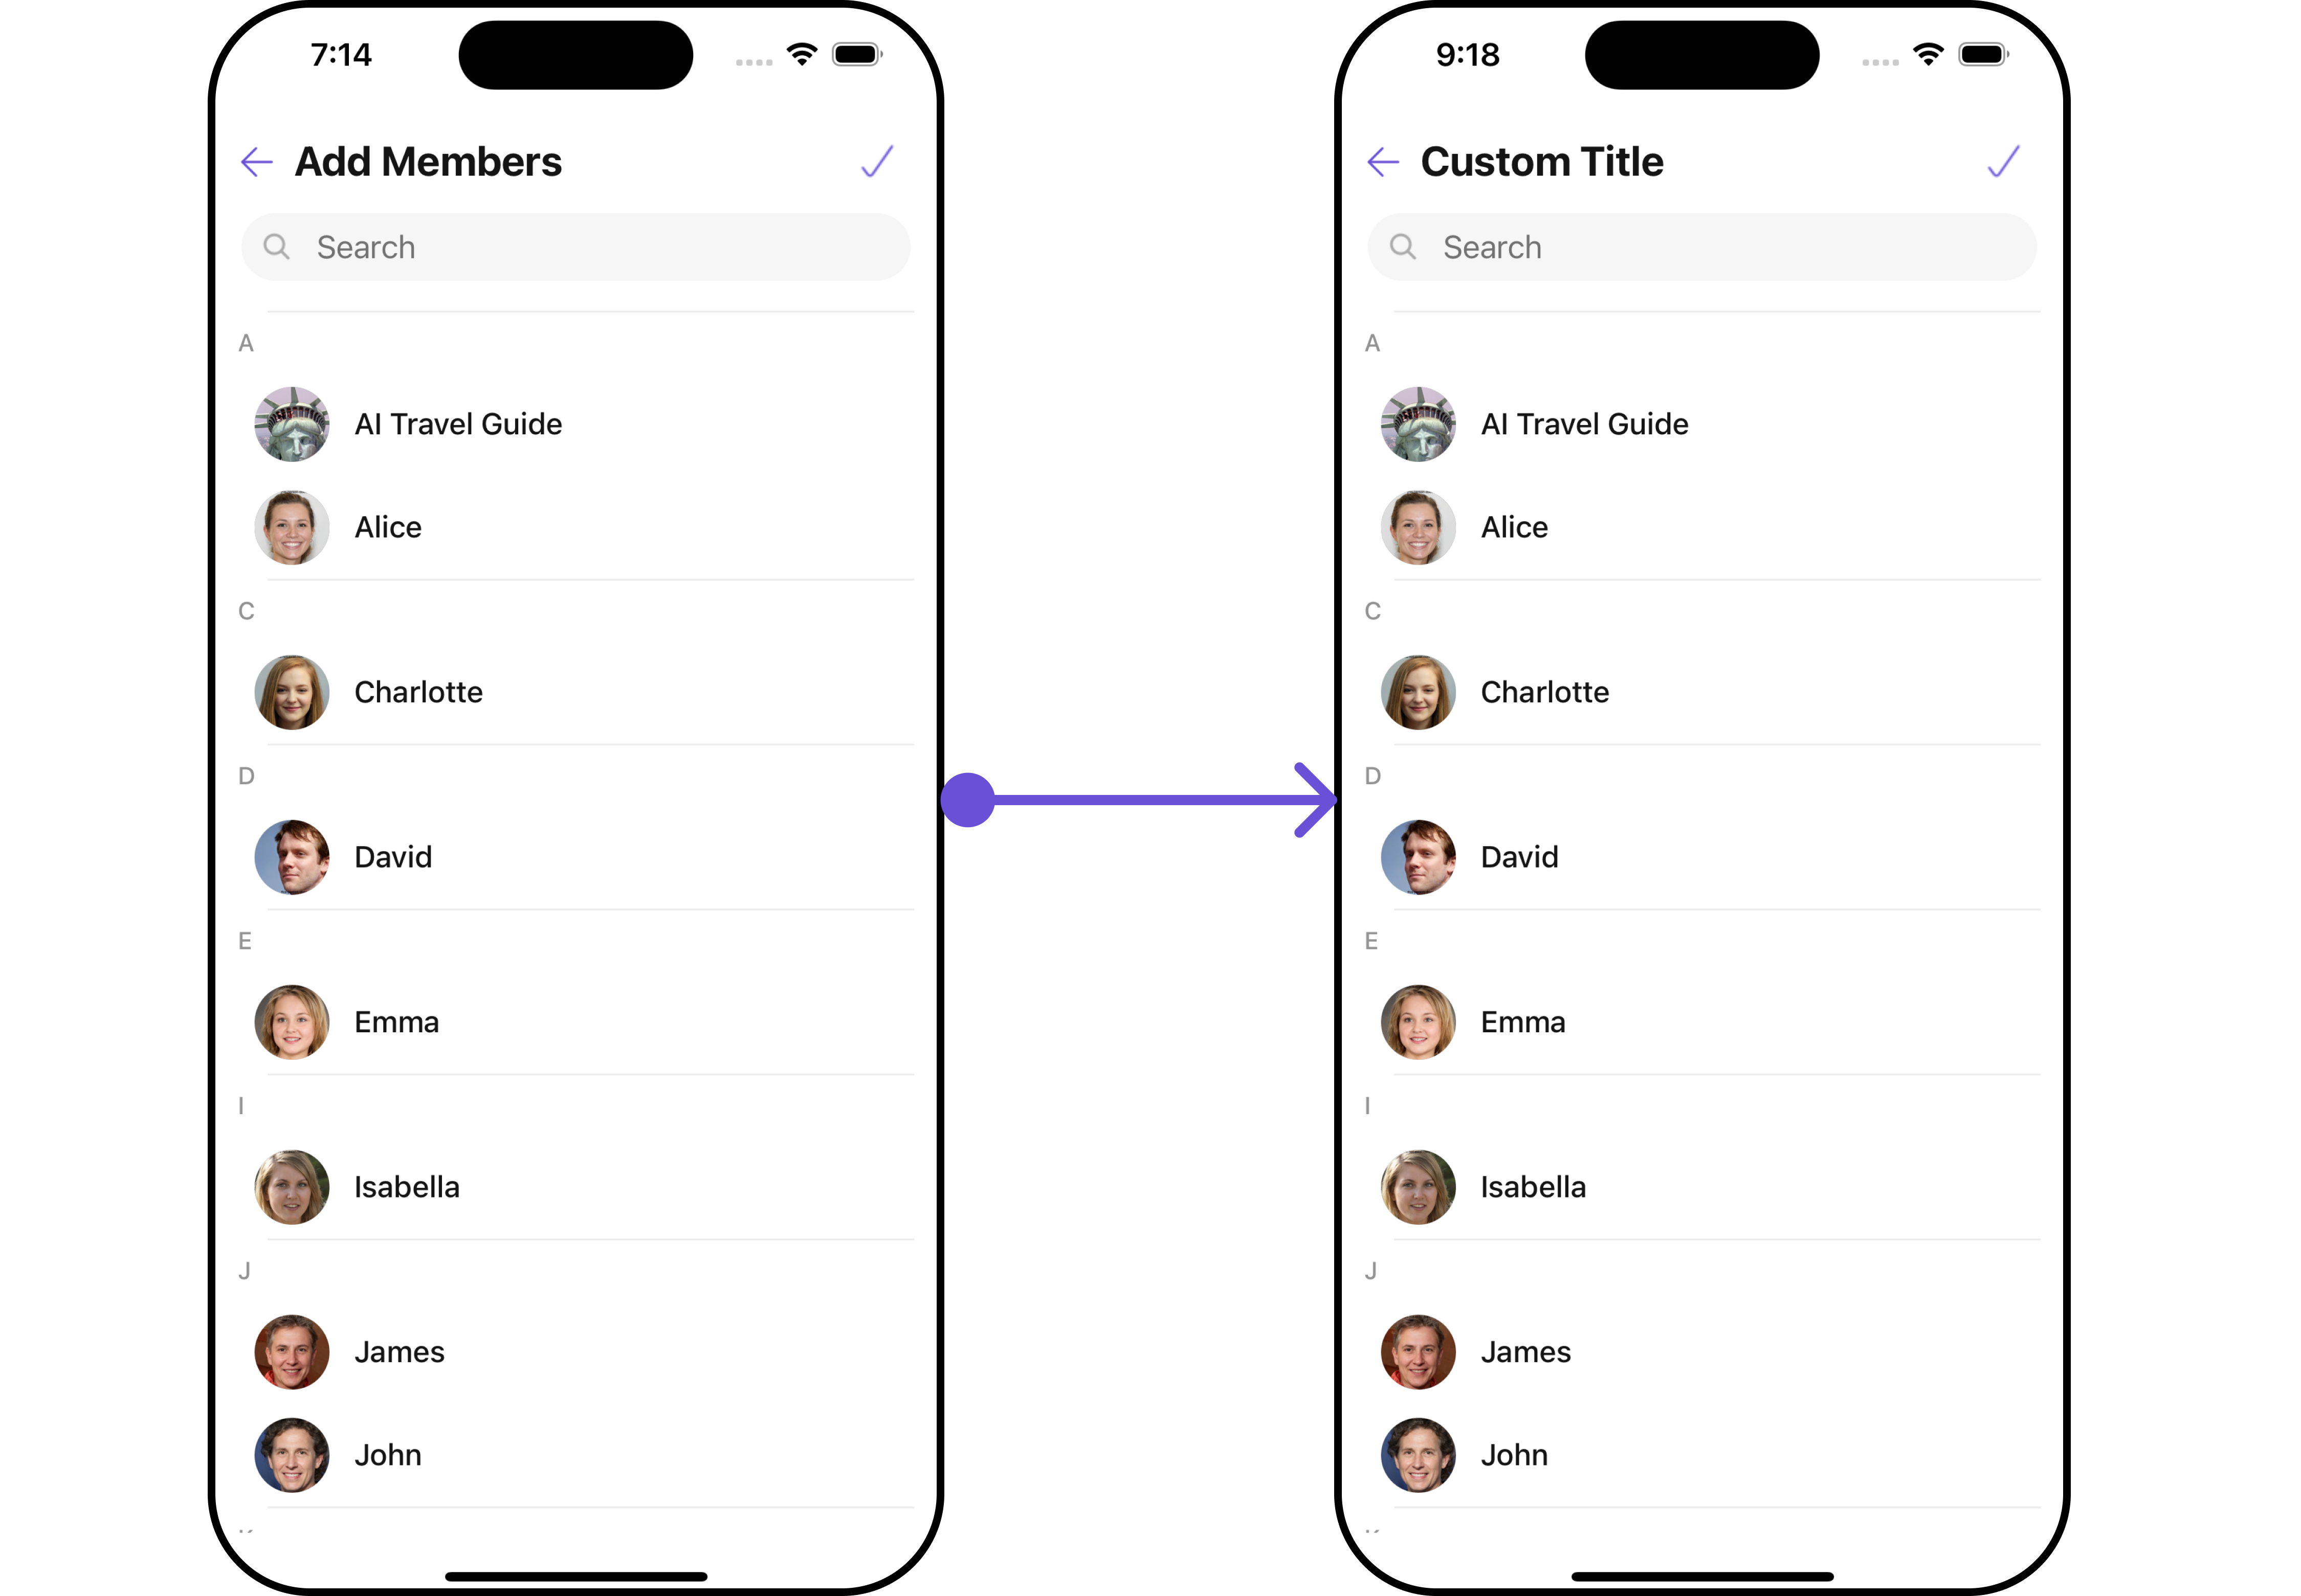 7:14
Add Members
Search
A
AI Travel Guide
Alice
C
Charlotte
D
David
E
Emma
I
Isabella
J
James
John
9:18
Custom Title
Search
A
AI Travel Guide
Alice
C
Charlotte
D
David
E
Emma
I
Isabella
J
James
John